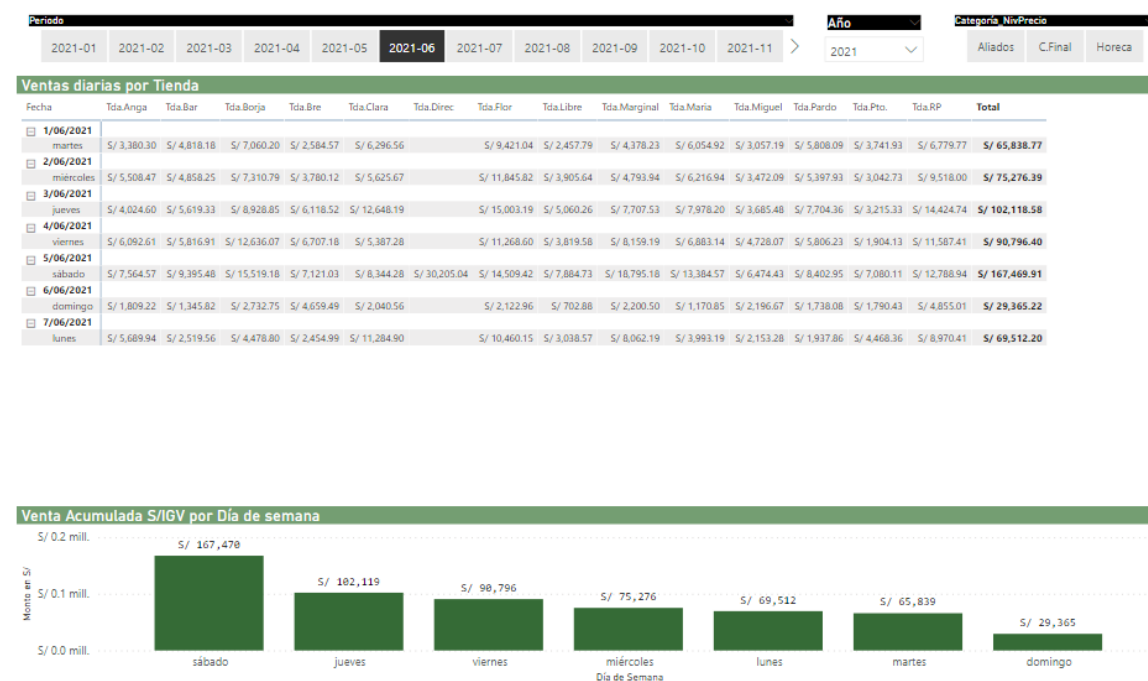 Periodo Año Categoría_NivPrecio
2021-01 2021-02 2021-03 2021-04 2021-05 2021-06 2021-07 2021-08 2021-09 2021-10 2021-11 2021 Aliados C.Final Horeca
Ventas diarias por Tienda
Fecha Tda.Anga Tda.Bar Tda.Borja Tda.Bre Tda.Clara Tda.Direc Tda.Flor Tda.Libre Tda.Marginal Tda.Maria Tda.Miguel Tda.Pardo Tda.Pto. Tda.RP Total
1/06/2021
martes S/ 3,380.30 S/ 4,818.18 S/ 7,060.20 S/ 2,584.57 S/ 6,296.56 S/ 9,421.04 S/ 2,457.79 S/ 4,378.23 S/ 6,054.92 S/ 3,057.19 S/ 5,808.09 S/ 3,741.93 S/ 6,779.77 S/ 65,838.77
2/06/2021
miércoles S/ 5,508.47 S/ 4,858.25 S/ 7,310.79 S/ 3,780.12 S/ 5,625.67 S/ 11,845.82 S/ 3,905.64 S/ 4,793.94 S/ 6,216.94 S/ 3,472.09 S/ 5,397.93 S/ 3,042.73 S/ 9,518.00 S/ 75,276.39
3/06/2021
jueves S/ 4,024.60 S/ 5,619.33 S/ 8,928.85 S/ 6,118.52 S/ 12,648.19 S/ 15,003.19 S/ 5,060.26 S/ 7,707.53 S/ 7,978.20 S/ 3,685.48 S/ 7,704.36 S/ 3,215.33 S/ 14,424.74 S/ 102,118.58
4/06/2021
viernes S/ 6,092.61 S/ 5,816.91 S/ 12,636.07 S/ 6,707.18 S/ 5,387.28 S/ 11,268.60 S/ 3,819.58 S/ 8,159.19 S/ 6,883.14 S/ 4,728.07 S/ 5,806.23 S/ 1,904.13 S/ 11,587.41 S/ 90,796.40
5/06/2021
sábado S/ 7,564.57 S/ 9,395.48 S/ 15,519.18 S/ 7,121.03 S/ 8,344.28 S/ 30,205.04 S/ 14,509.42 S/ 7,884.73 S/ 18,795.18 S/ 13,384.57 S/ 6,474.43 S/ 8,402.95 S/ 7,080.11 S/ 12,788.94 S/ 167,469.91
6/06/2021
domingo S/ 1,809.22 S/ 1,345.82 S/ 2,732.75 S/ 4,659.49 S/ 2,040.56 S/ 2,122.96 S/ 702.88 S/ 2,200.50 S/ 1,170.85 S/ 2,196.67 S/ 1,738.08 S/ 1,790.43 S/ 4,855.01 S/ 29,365.22
7/06/2021
lunes S/ 5,689.94 S/ 2,519.56 S/ 4,478.80 S/ 2,454.99 S/ 11,284.90 S/ 10,460.15 S/ 3,038.57 S/ 8,062.19 S/ 3,993.19 S/ 2,153.28 S/ 1,937.86 S/ 4,468.36 S/ 8,970.41 S/ 69,512.20
Venta Acumulada S/IGV por Día de semana
Monto en S/
S/ 0.2 mill.
S/ 0.1 mill.
S/ 0.0 mill.
S/ 167,470 S/ 102,119 S/ 90,796 S/ 75,276 S/ 69,512 S/ 65,839 S/ 29,365
sábado jueves viernes miércoles lunes martes domingo
Día de Semana